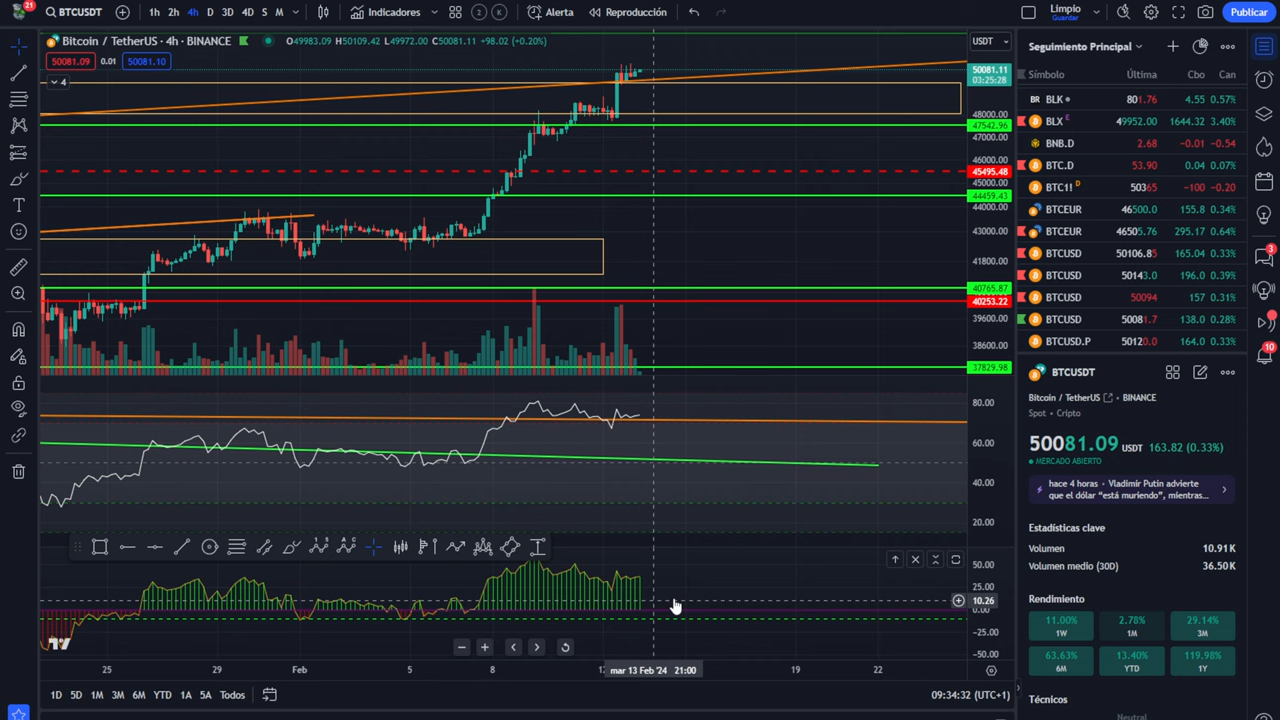 21
BTCUSDT
1h 2h 4h D 3D 4D S M
Indicadores
2 K
Alerta
Reproducción
Limpio
Guardar
Publicar
Bitcoin / TetherUS · 4h · BINANCE
O49983.09 H50109.42 L49972.00 C50081.11 +98.02 (+0.20%)
50081.09 0.01 50081.10
4
USDT
50081.11
03:25:28
48000.00
47542.96
47000.00
46000.00
45495.48
45000.00
44459.43
44000.00
43000.00
41800.00
40765.87
40253.22
39600.00
38600.00
37829.98
80.00
60.00
40.00
20.00
50.00
25.00
10.26
0.00
−25.00
−50.00
25 29 Feb 5 mar 13 Feb '24 21:00 19 22
1D 5D 1M 3M 6M YTD 1A 5A Todos
09:34:32 (UTC+1)
Seguimiento Principal
Símbolo Última Cbo Can
BLK 801.76 4.55 0.57%
BLX E 49952.00 1644.32 3.40%
BNB.D 2.68 −0.01 −0.54
BTC.D 53.90 0.04 0.07%
BTC1! D 50365 −100 −0.20
BTCEUR 46500.0 155.8 0.34%
BTCEUR 46505.76 295.17 0.64%
BTCUSD 50106.85 165.04 0.33%
BTCUSD 50143.0 196.0 0.39%
BTCUSD 50094 157 0.31%
BTCUSD 50081.7 138.0 0.28%
BTCUSD.P 50120.0 164.0 0.33%
BTCUSDT
Bitcoin / TetherUS · BINANCE
Spot • Cripto
50081.09 USDT 163.82 (0.33%)
MERCADO ABIERTO
hace 4 horas • Vladimir Putin advierte
que el dólar “está muriendo”, mientras...
Estadísticas clave
Volumen 10.91K
Volumen medio (30D) 36.50K
Rendimiento
11.00% 2.78% 29.14%
1W 1M 3M
63.63% 13.40% 119.98%
6M YTD 1Y
Técnicos
Neutral
3
10